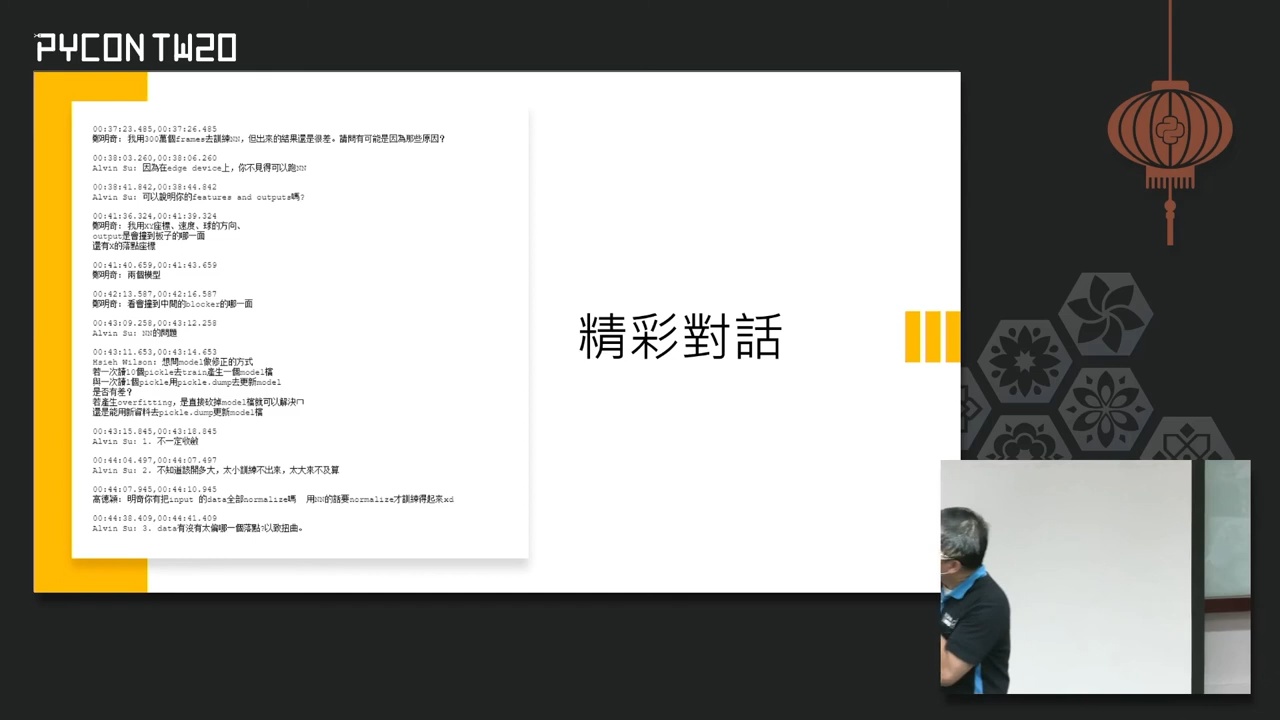 PYCON TW20
00:37:23.485,00:37:26.485
鄭明奇: 我用300萬個frames去訓練NN，但出來的結果還是很差。請問有可能是因為那些原因？
00:38:03.260,00:38:06.260
Alvin Su: 因為在edge device上，你不見得可以跑NN
00:38:41.842,00:38:44.842
Alvin Su: 可以說明你的features and outputs嗎?
00:41:36.324,00:41:39.324
鄭明奇: 我用XY座標、速度、球的方向、
output是會撞到板子的哪一面
還有X的落點座標
00:41:40.659,00:41:43.659
鄭明奇: 兩個模型
00:42:13.587,00:42:16.587
鄭明奇: 看會撞到中間的blocker的哪一面
00:43:09.258,00:43:12.258
Alvin Su: NN的問題
00:43:11.653,00:43:14.653
Hsieh Wilson: 想問model做修正的方式
若一次讀10個pickle去train產生一個model檔
與一次讀1個pickle用pickle.dump去更新model
是否有差?
若產生overfitting，是直接砍掉model檔就可以解決ㄇ
還是能用新資料去pickle.dump更新model檔
00:43:15.845,00:43:18.845
Alvin Su: 1. 不一定收斂
00:44:04.497,00:44:07.497
Alvin Su: 2. 不知道該開多大，太小訓練不出來，太大來不及算
00:44:07.945,00:44:10.945
高德穎: 明奇你有把input 的data全部normalize嗎 用NN的話要normalize才訓練得起來xd
00:44:38.409,00:44:41.409
Alvin Su: 3. data有沒有太偏哪一個落點?以致扭曲。
精彩對話